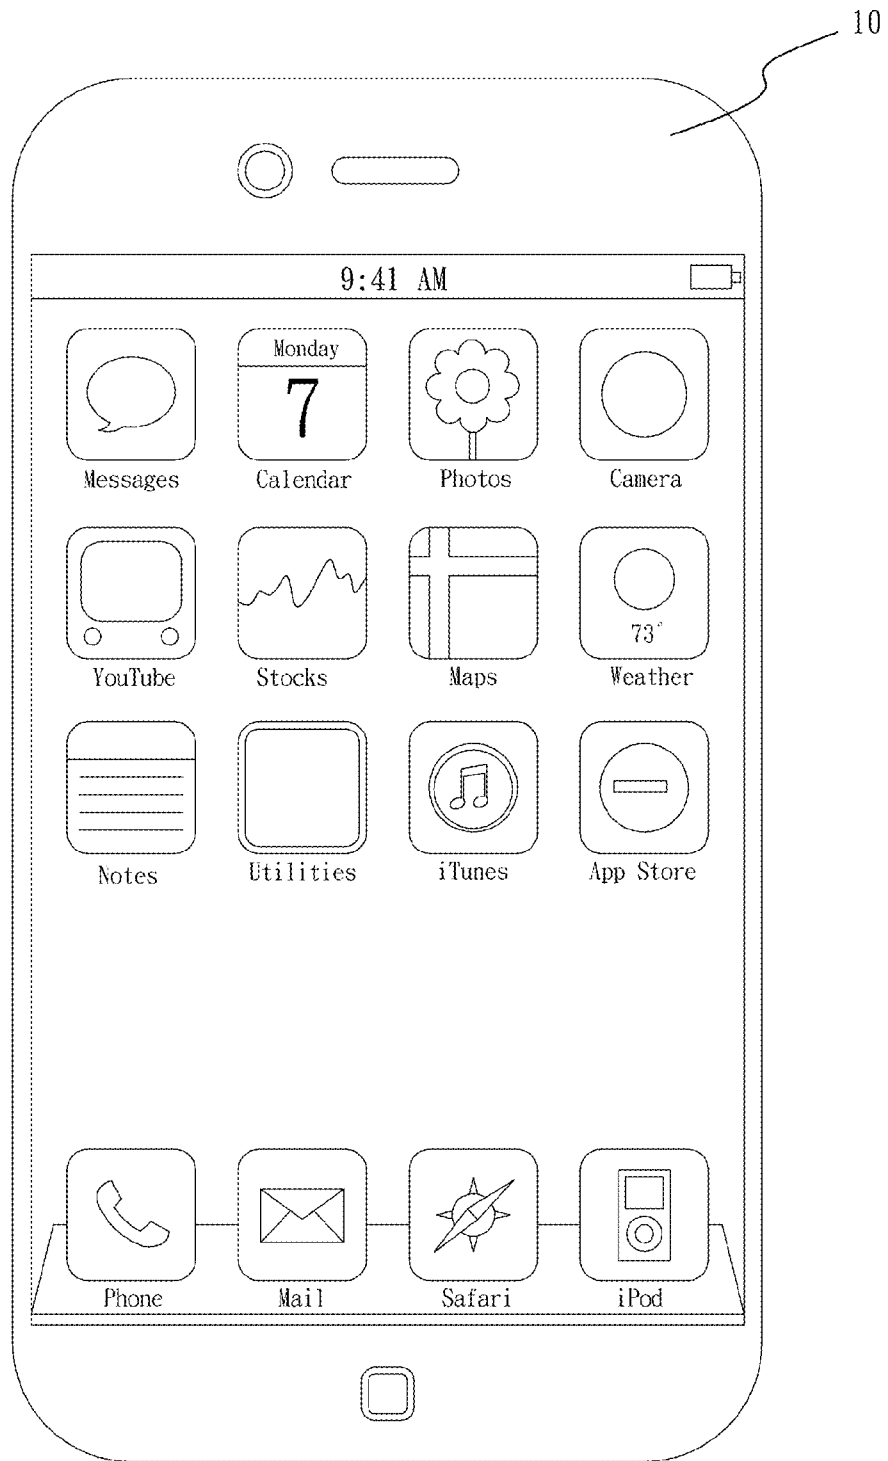 10
9:41 AM
Monday
7
Messages Calendar Photos Camera
73°
YouTube Stocks Maps Weather
Notes Utilities iTunes App Store
Phone Mail Safari iPod